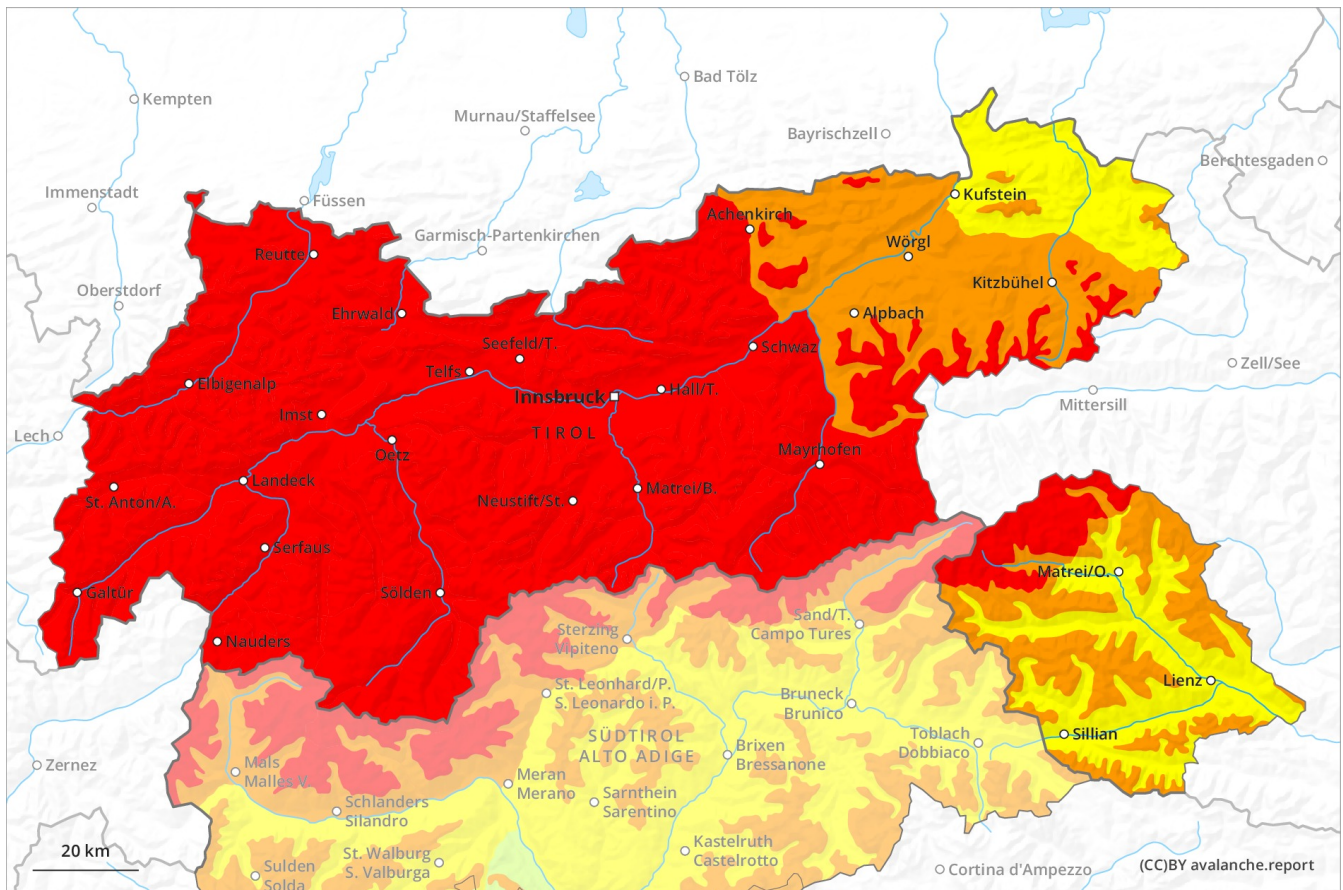 Kempten
Bad Tölz
Murnau/Staffelsee
Bayrischzell
Berchtesgaden
Immenstadt
Füssen
Kufstein
Achenkirch
Garmisch-Partenkirchen
Wörgl
Reutte
Oberstdorf
Kitzbühel
Ehrwald
Alpbach
Seefeld/T.
Schwaz
Zell/See
Telfs
Elbigenalp
Hall/T.
Innsbruck
Mittersill
Imst
Lech
TIROL
Oetz
Mayrhofen
Landeck
Matrei/B.
St. Anton/A.
Neustift/St.
Serfaus
Matrei/O.
Galtür
Sölden
Sand/T.
Campo Tures
Sterzing
Vipiteno
Nauders
Lienz
St. Leonhard/P.
S. Leonardo i. P.
Bruneck
Brunico
SÜDTIROL
ALTO ADIGE
Toblach
Dobbiaco
Sillian
Brixen
Bressanone
Zernez
Mals
Malles V.
Meran
Merano
Sarnthein
Sarentino
Schlanders
Silandro
Kastelruth
Castelrotto
20 km
St. Walburg
S. Valburga
Sulden
Solda
Cortina d'Ampezzo
(CC)BY avalanche.report